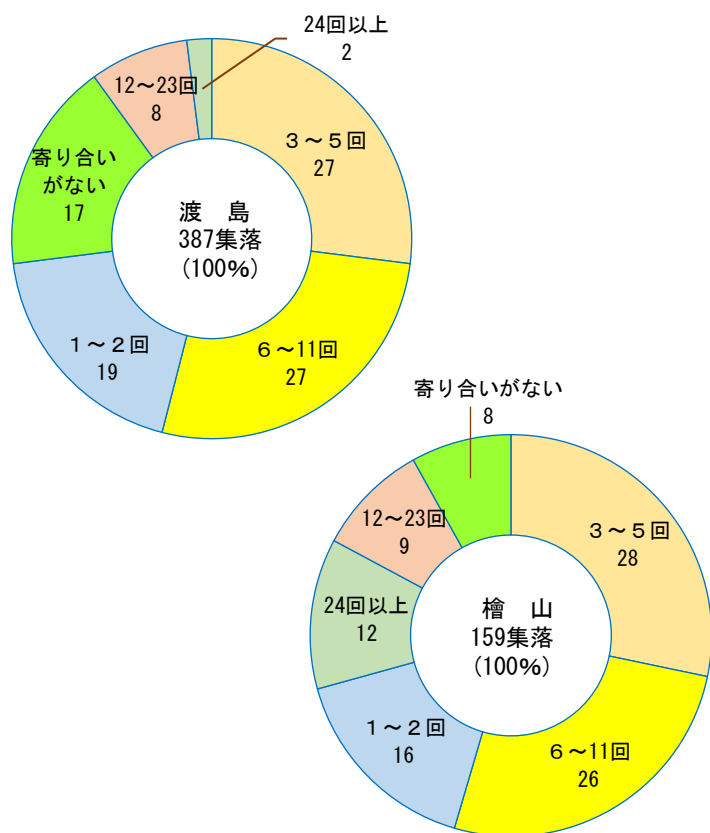 24回以上
2
12～23回
8
３～５回
27
寄り合い
がない
17
渡　島
387集落
(100%)
１～２回
19
６～11回
27
寄り合いがない
8
12～23回
9
３～５回
28
24回以上
12
檜　山
159集落
(100%)
１～２回
16
６～11回
26